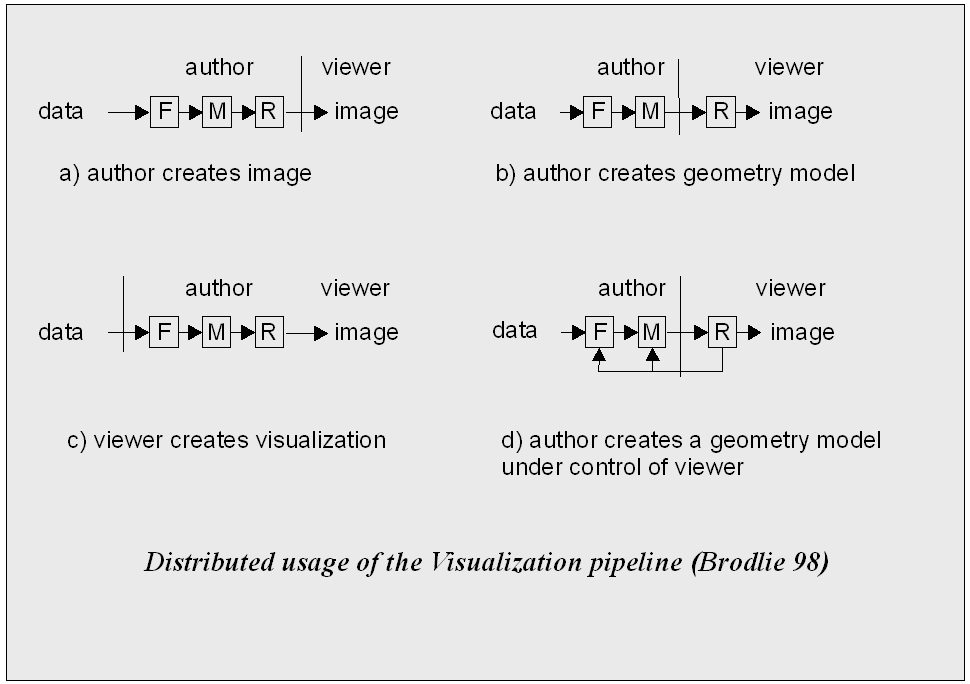 author viewer
data F M R image
a) author creates image
author viewer
data F M R image
b) author creates geometry model
author viewer
data F M R image
c) viewer creates visualization
author viewer
data F M R image
d) author creates a geometry model
under control of viewer
Distributed usage of the Visualization pipeline (Brodlie 98)